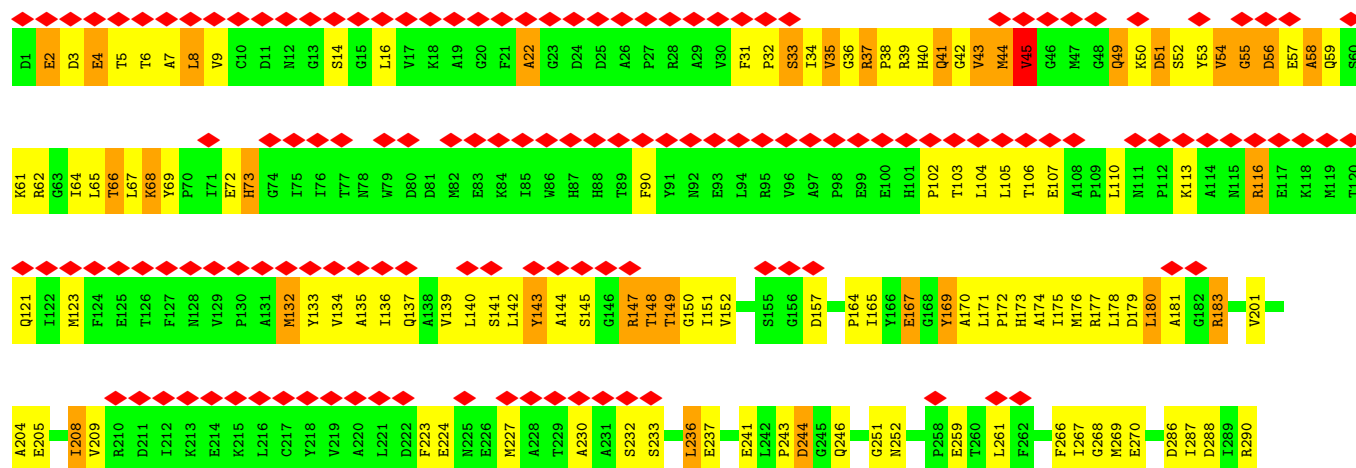 D1 E2 D3 E4 T5 T6 A7 L8 V9 C10 D11 N12 G13 S14 G15 L16 V17 K18 A19 G20 F21 A22 G23 D24 D25 A26 P27 R28 A29 V30 F31 P32 S33 I34 V35 G36 R37 P38 R39 H40 Q41 G42 V43 M44 V45 G46 M47 G48 Q49 K50 D51 S52 Y53 V54 G55 D56 E57 A58 Q59 S60
K61 R62 G63 I64 L65 T66 L67 K68 Y69 P70 I71 E72 H73 G74 I75 I76 T77 N78 W79 D80 D81 M82 E83 K84 I85 W86 H87 H88 T89 F90 Y91 N92 E93 L94 R95 V96 A97 P98 E99 E100 H101 P102 T103 L104 L105 T106 E107 A108 P109 L110 N111 P112 K113 A114 N115 R116 E117 K118 M119 T120
Q121 I122 M123 F124 E125 T126 F127 N128 V129 P130 A131 M132 Y133 V134 A135 I136 Q137 A138 V139 L140 S141 L142 Y143 A144 S145 G146 R147 T148 T149 G150 I151 V152 S155 G156 D157 P164 I165 Y166 E167 G168 Y169 A170 L171 P172 H173 A174 I175 M176 R177 L178 D179 L180 A181 G182 R183 V201
A204 E205 I208 V209 R210 D211 I212 K213 E214 K215 L216 C217 Y218 V219 A220 L221 D222 F223 E224 N225 E226 M227 A228 T229 A230 A231 S232 S233 L236 E237 E241 L242 P243 D244 G245 Q246 G251 N252 P258 E259 T260 L261 F262 F266 I267 G268 M269 E270 D286 I287 D288 I289 R290